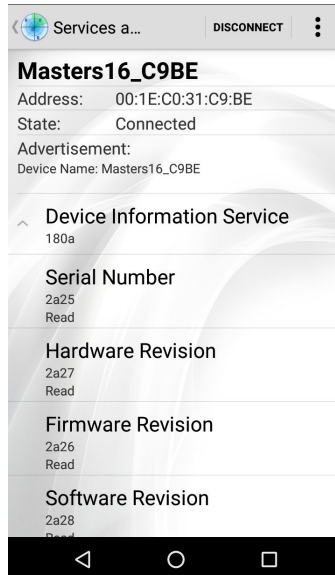 Services a...
DISCONNECT
Masters16_C9BE
Address: 00:1E:C0:31:C9:BE
State: Connected
Advertisement:
Device Name: Masters16_C9BE
Device Information Service
180a
Serial Number
2a25
Read
Hardware Revision
2a27
Read
Firmware Revision
2a26
Read
Software Revision
2a28
Read